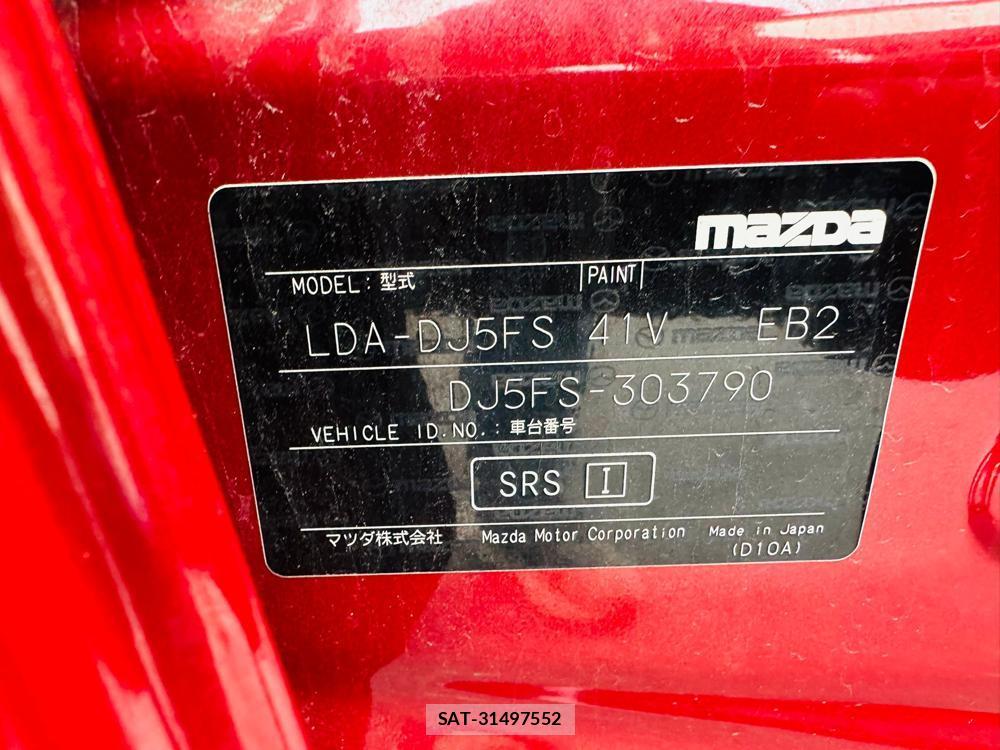 mazda
MODEL : 型式 PAINT
LDA-DJ5FS 41V EB2
DJ5FS-303790
VEHICLE ID.NO. : 車台番号
SRS I
マツダ株式会社 Mazda Motor Corporation Made in Japan
(D10A)
SAT-31497552